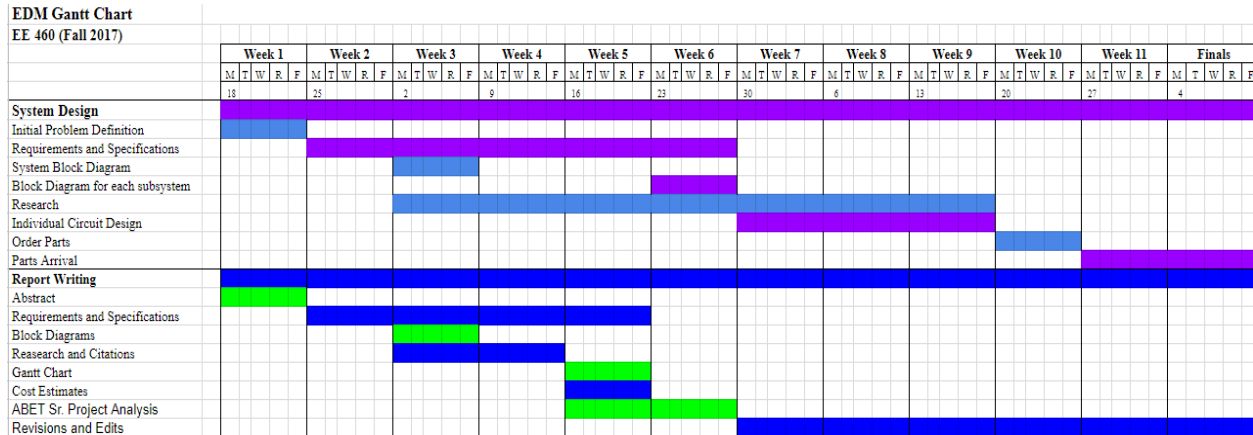 EDM Gantt Chart
EE 460 (Fall 2017)
Week 1 Week 2 Week 3 Week 4 Week 5 Week 6 Week 7 Week 8 Week 9 Week 10 Week 11 Finals
M T W R F M T W R F M T W R F M T W R F M T W R F M T W R F M T W R F M T W R F M T W R F M T W R F M T W R F M T W R F
18 25 2 9 16 23 30 6 13 20 27 4
System Design
Initial Problem Definition
Requirements and Specifications
System Block Diagram
Block Diagram for each subsystem
Research
Individual Circuit Design
Order Parts
Parts Arrival
Report Writing
Abstract
Requirements and Specifications
Block Diagrams
Reasearch and Citations
Gantt Chart
Cost Estimates
ABET Sr. Project Analysis
Revisions and Edits